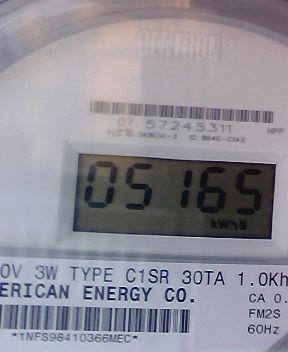 CENTRON®
07 57245311
HPP
05165
kWh
0V 3W TYPE C1SR 30TA 1.0Kh
ERICAN ENERGY CO.
CA 0.
FM2S
60Hz
*1NFS98410366MEC*